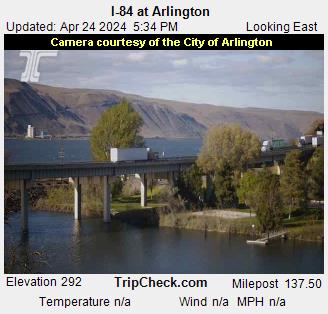 I-84 at Arlington
Updated: Apr 24 2024 5:34 PM Looking East
Camera courtesy of the City of Arlington
Elevation 292 TripCheck.com Milepost 137.50
Temperature n/a Wind n/a MPH n/a